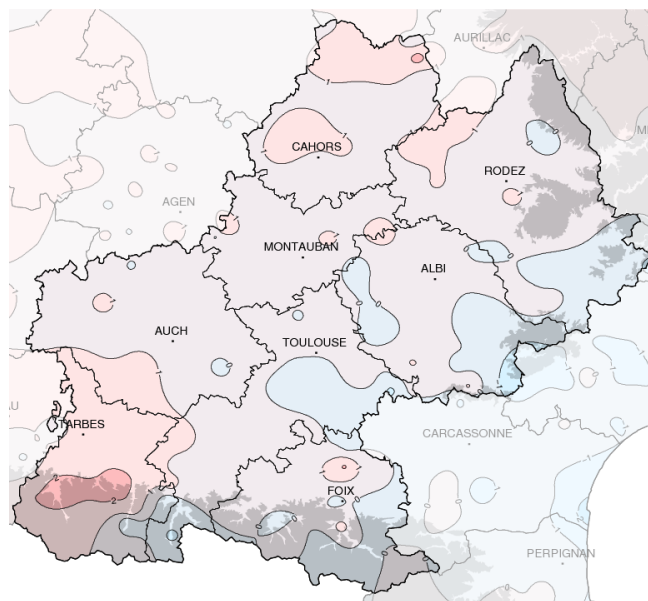 AURILLAC
CAHORS
RODEZ
AGEN
MONTAUBAN
ALBI
AUCH
TOULOUSE
TARBES
CARCASSONNE
FOIX
PERPIGNAN